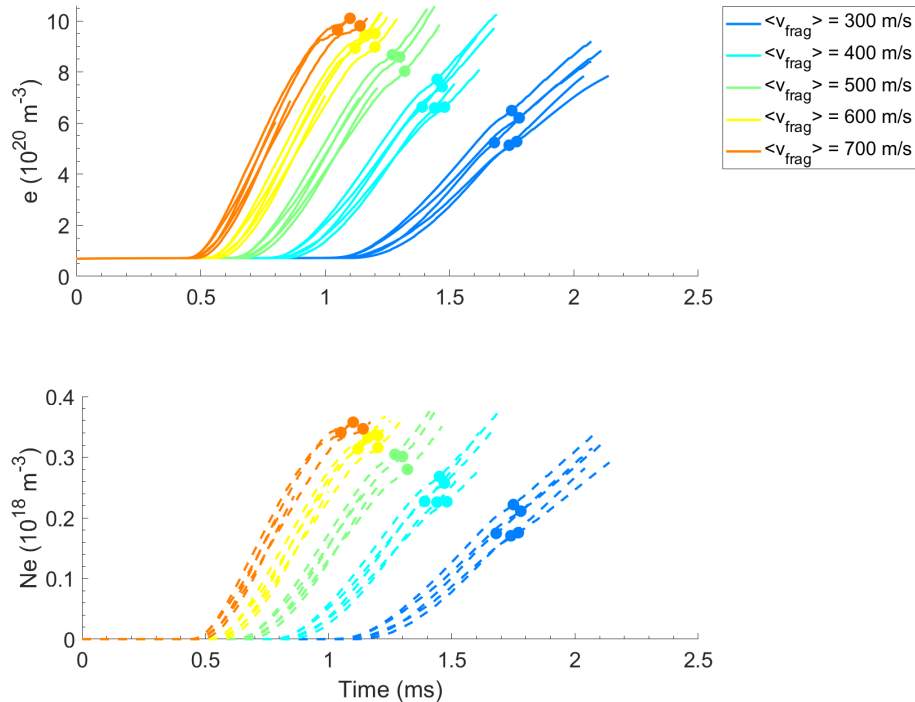 10
8
6
4
2
0
e (10^20 m^-3)
0
0.5
1
1.5
2
2.5
<v_frag> = 300 m/s
<v_frag> = 400 m/s
<v_frag> = 500 m/s
<v_frag> = 600 m/s
<v_frag> = 700 m/s
0.4
0.3
0.2
0.1
0
Ne (10^18 m^-3)
0
0.5
1
1.5
2
2.5
Time (ms)